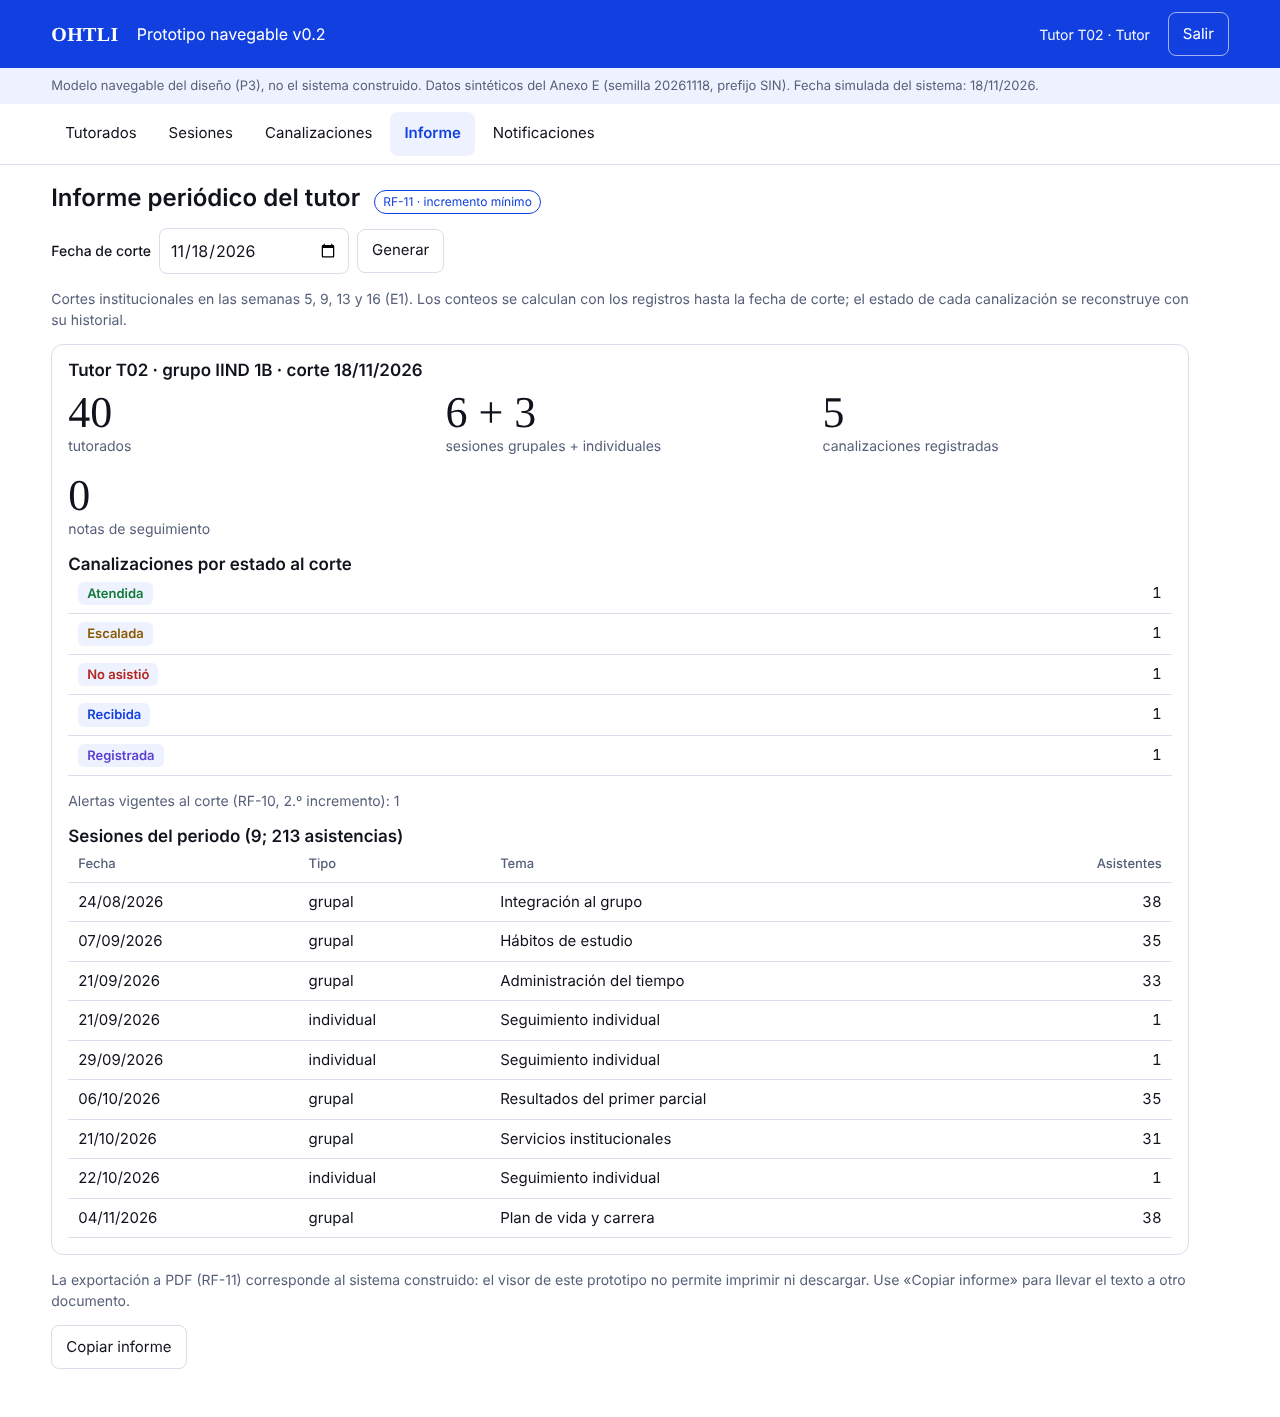 OHTLI Prototipo navegable v0.2 Tutor T02 · Tutor Salir
Modelo navegable del diseño (P3), no el sistema construido. Datos sintéticos del Anexo E (semilla 20261118, prefijo SIN). Fecha simulada del sistema: 18/11/2026.
Tutorados Sesiones Canalizaciones Informe Notificaciones
Informe periódico del tutor RF-11 · incremento mínimo
Fecha de corte 11/18/2026 Generar
Cortes institucionales en las semanas 5, 9, 13 y 16 (E1). Los conteos se calculan con los registros hasta la fecha de corte; el estado de cada canalización se reconstruye con
su historial.
Tutor T02 · grupo IIND 1B · corte 18/11/2026
40 6 + 3 5
tutorados sesiones grupales + individuales canalizaciones registradas
0
notas de seguimiento
Canalizaciones por estado al corte
Atendida 1
Escalada 1
No asistió 1
Recibida 1
Registrada 1
Alertas vigentes al corte (RF-10, 2.º incremento): 1
Sesiones del periodo (9; 213 asistencias)
Fecha Tipo Tema Asistentes
24/08/2026 grupal Integración al grupo 38
07/09/2026 grupal Hábitos de estudio 35
21/09/2026 grupal Administración del tiempo 33
21/09/2026 individual Seguimiento individual 1
29/09/2026 individual Seguimiento individual 1
06/10/2026 grupal Resultados del primer parcial 35
21/10/2026 grupal Servicios institucionales 31
22/10/2026 individual Seguimiento individual 1
04/11/2026 grupal Plan de vida y carrera 38
La exportación a PDF (RF-11) corresponde al sistema construido: el visor de este prototipo no permite imprimir ni descargar. Use «Copiar informe» para llevar el texto a otro
documento.
Copiar informe